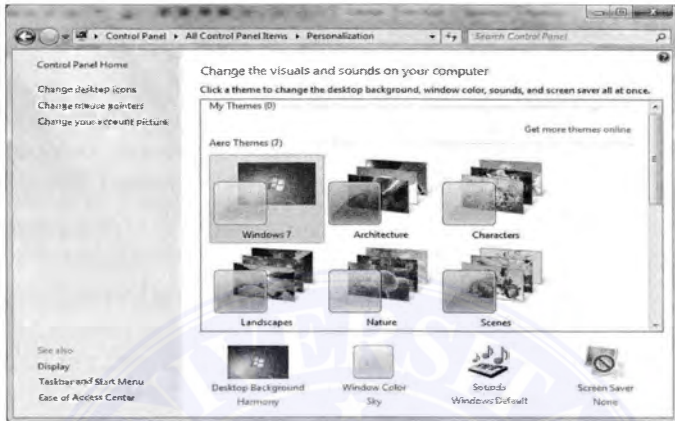 Control Panel ▸ All Control Panel Items ▸ Personalization
Search Control Panel
Control Panel Home
Change desktop icons
Change mouse pointers
Change your account picture
Change the visuals and sounds on your computer
Click a theme to change the desktop background, window color, sounds, and screen saver all at once.
My Themes (0)
Get more themes online
Aero Themes (7)
Windows 7
Architecture
Characters
Landscapes
Nature
Scenes
See also
Display
Taskbar and Start Menu
Ease of Access Center
Desktop Background
Harmony
Window Color
Sky
Sounds
Windows Default
Screen Saver
None